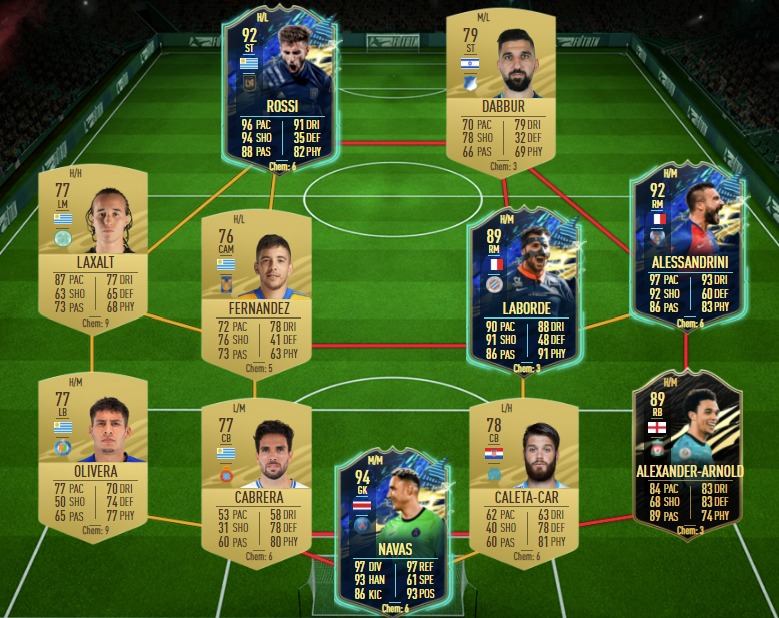 H/L
92
ST
ROSSI
96 PAC 91 DRI
94 SHO 35 DEF
88 PAS 82 PHY
Chem: 6
M/L
79
ST
DABBUR
70 PAC 79 DRI
78 SHO 32 DEF
66 PAS 69 PHY
Chem: 3
H/H
77
LM
LAXALT
87 PAC 77 DRI
63 SHO 65 DEF
73 PAS 68 PHY
Chem: 9
H/L
76
CAM
FERNANDEZ
72 PAC 78 DRI
76 SHO 41 DEF
73 PAS 63 PHY
Chem: 5
H/M
89
RM
LABORDE
90 PAC 88 DRI
91 SHO 48 DEF
86 PAS 91 PHY
Chem: 3
H/M
92
RM
ALESSANDRINI
97 PAC 93 DRI
92 SHO 60 DEF
86 PAS 83 PHY
Chem: 6
H/M
77
LB
OLIVERA
77 PAC 70 DRI
50 SHO 74 DEF
65 PAS 77 PHY
Chem: 9
L/M
77
CB
CABRERA
53 PAC 58 DRI
31 SHO 78 DEF
60 PAS 80 PHY
Chem: 6
M/M
94
GK
NAVAS
97 DIV 97 REF
93 HAN 61 SPE
86 KIC 93 POS
Chem: 6
L/H
78
CB
CALETA-CAR
62 PAC 63 DRI
40 SHO 78 DEF
60 PAS 81 PHY
Chem: 6
H/M
89
RB
ALEXANDER-ARNOLD
84 PAC 83 DRI
68 SHO 83 DEF
89 PAS 74 PHY
Chem: 3